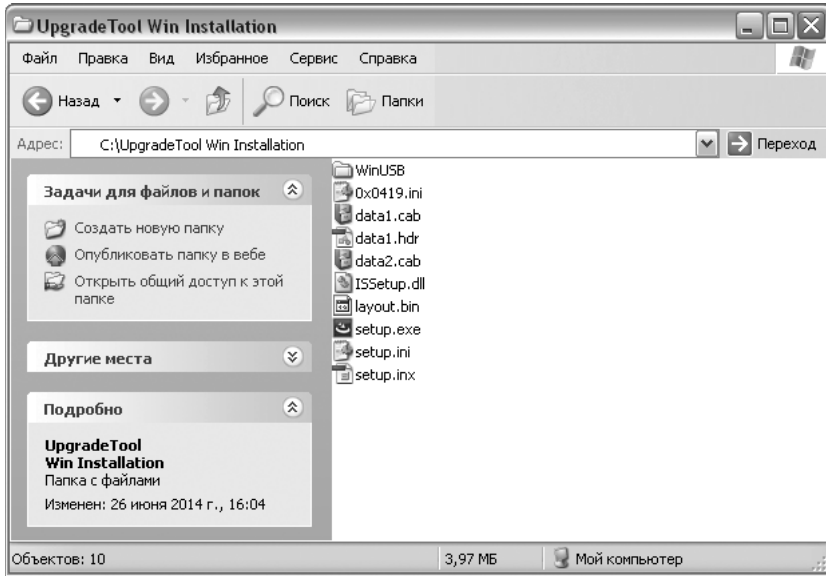 UpgradeTool Win Installation
Файл Правка Вид Избранное Сервис Справка
Назад Поиск Папки
Адрес: C:\UpgradeTool Win Installation Переход
Задачи для файлов и папок
Создать новую папку
Опубликовать папку в вебе
Открыть общий доступ к этой
папке
Другие места
Подробно
UpgradeTool
Win Installation
Папка с файлами
Изменен: 26 июня 2014 г., 16:04
WinUSB
0x0419.ini
data1.cab
data1.hdr
data2.cab
ISSetup.dll
layout.bin
setup.exe
setup.ini
setup.inx
Объектов: 10 3,97 МБ Мой компьютер